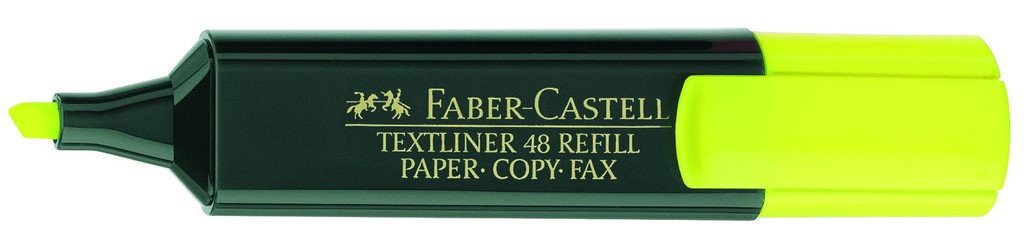 FABER-CASTELL
TEXTLINER 48 REFILL
PAPER· COPY· FAX